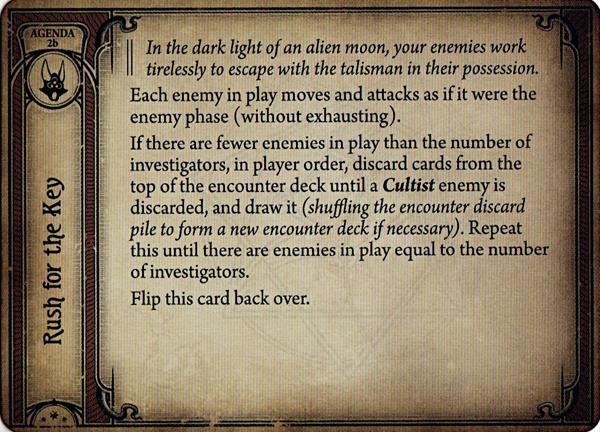 AGENDA
2b
Rush for the Key
In the dark light of an alien moon, your enemies work
tirelessly to escape with the talisman in their possession.
Each enemy in play moves and attacks as if it were the
enemy phase (without exhausting).
If there are fewer enemies in play than the number of
investigators, in player order, discard cards from the
top of the encounter deck until a Cultist enemy is
discarded, and draw it (shuffling the encounter discard
pile to form a new encounter deck if necessary). Repeat
this until there are enemies in play equal to the number
of investigators.
Flip this card back over.